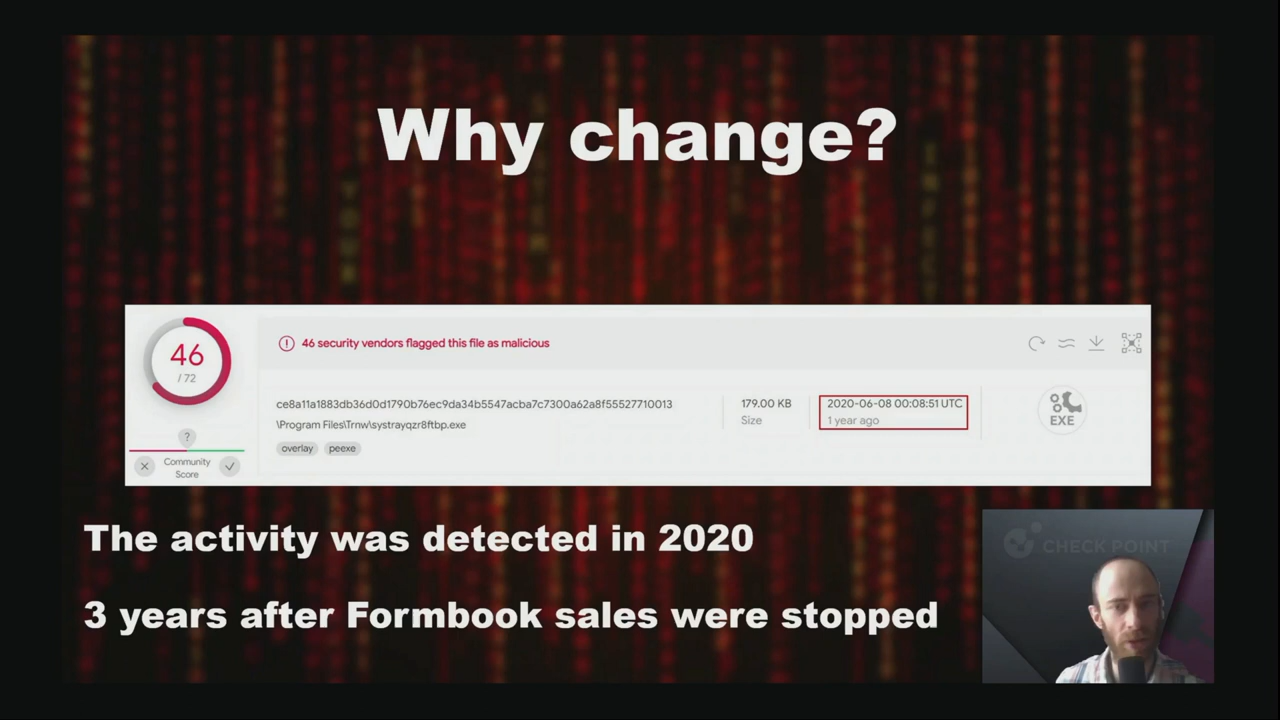 Why change?
46
/ 72
46 security vendors flagged this file as malicious
ce8a11a1883db36d0d1790b76ec9da34b5547acba7c7300a62a8f55527710013
\Program Files\Trnw\systrayqzr8ftbp.exe
overlay peexe
179.00 KB
Size
2020-06-08 00:08:51 UTC
1 year ago
EXE
?
Community
Score
The activity was detected in 2020
3 years after Formbook sales were stopped
CHECK POINT